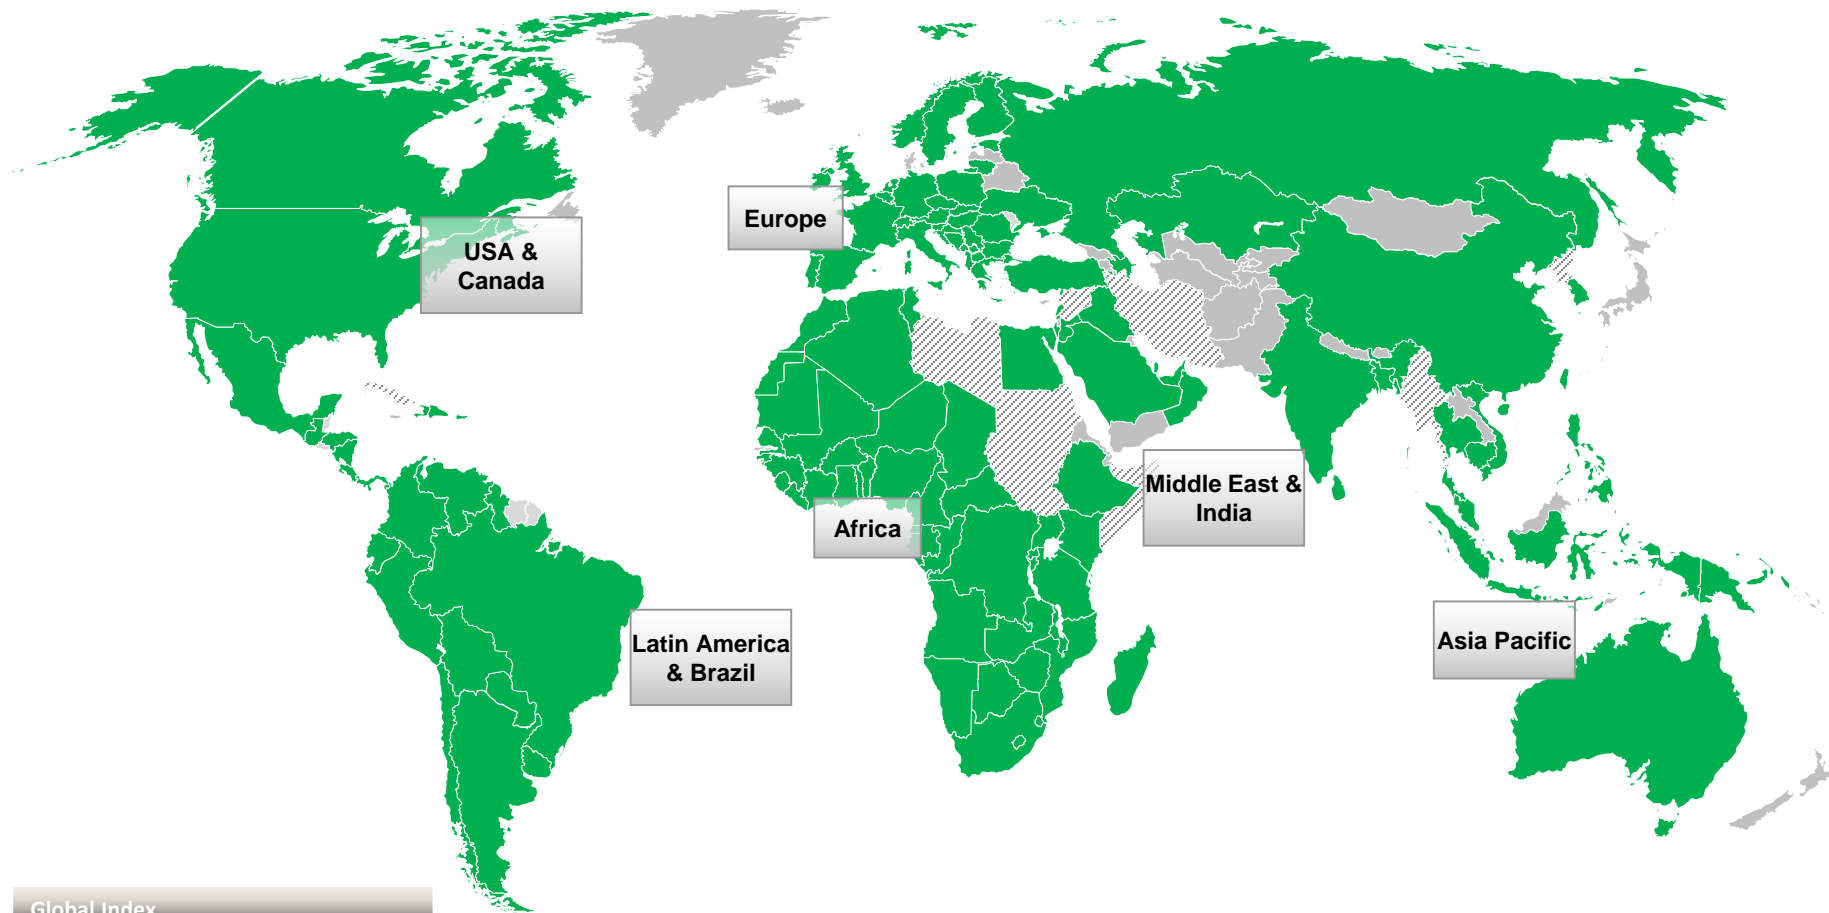 Europe
USA &
Canada
Middle East &
India
Africa
Latin America
& Brazil
Asia Pacific
Global Index